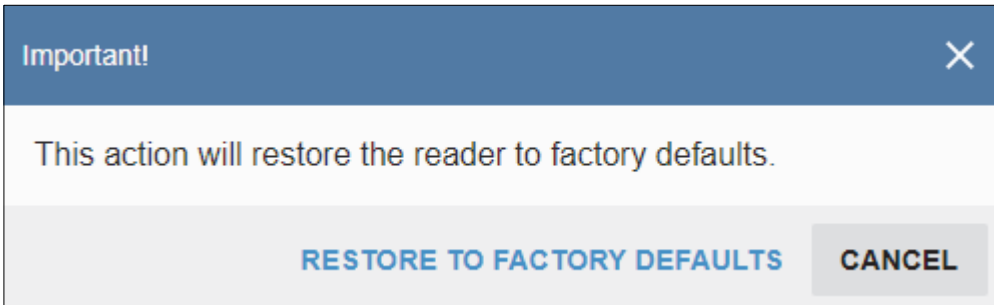 Important!
This action will restore the reader to factory defaults.
RESTORE TO FACTORY DEFAULTS CANCEL